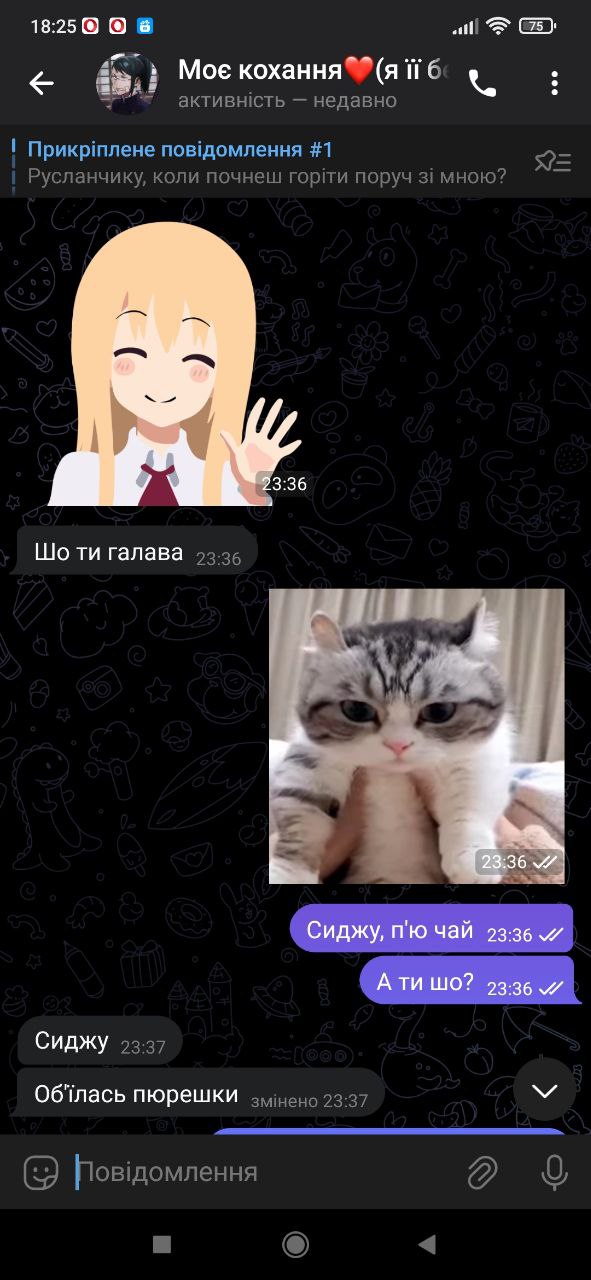 18:25
75
Моє кохання❤️(я її б
активність — недавно
Прикріплене повідомлення #1
Русланчику, коли почнеш горіти поруч зі мною?
23:36
Шо ти галава 23:36
23:36
Сиджу, п'ю чай 23:36
А ти шо? 23:36
Сиджу 23:37
Об'їлась пюрешки змінено 23:37
Повідомлення